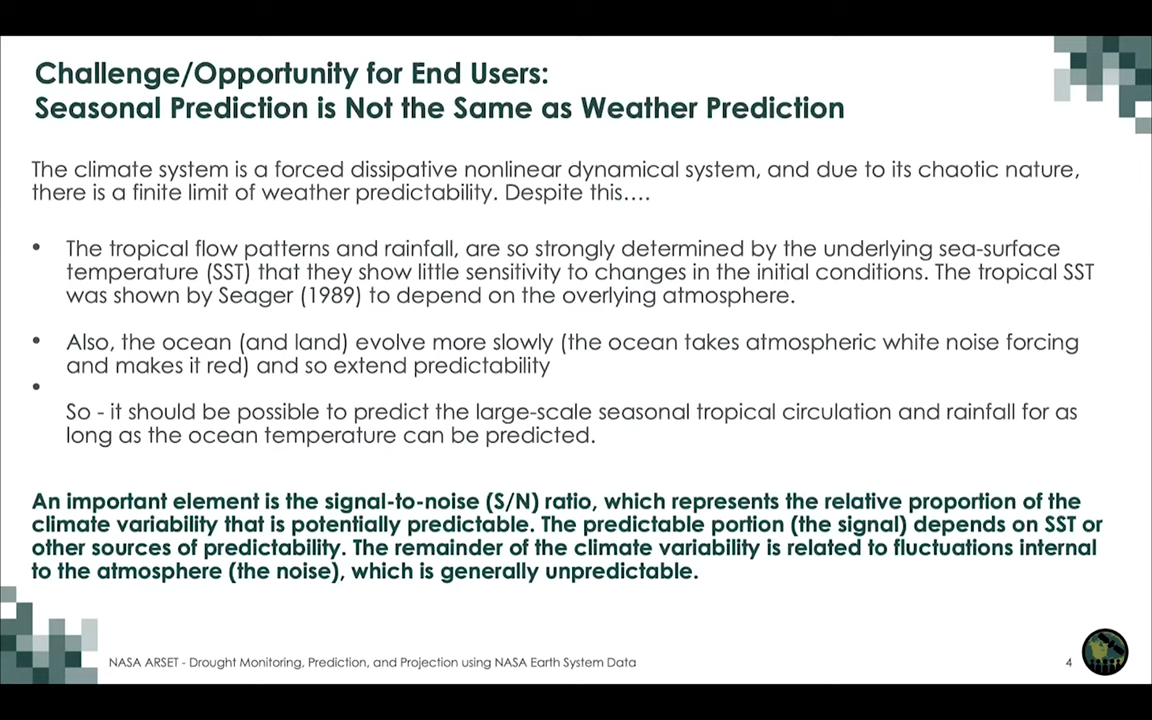 Challenge/Opportunity for End Users:
Seasonal Prediction is Not the Same as Weather Prediction
The climate system is a forced dissipative nonlinear dynamical system, and due to its chaotic nature,
there is a finite limit of weather predictability. Despite this….
• The tropical flow patterns and rainfall, are so strongly determined by the underlying sea-surface
temperature (SST) that they show little sensitivity to changes in the initial conditions. The tropical SST
was shown by Seager (1989) to depend on the overlying atmosphere.
• Also, the ocean (and land) evolve more slowly (the ocean takes atmospheric white noise forcing
and makes it red) and so extend predictability
•
So - it should be possible to predict the large-scale seasonal tropical circulation and rainfall for as
long as the ocean temperature can be predicted.
An important element is the signal-to-noise (S/N) ratio, which represents the relative proportion of the
climate variability that is potentially predictable. The predictable portion (the signal) depends on SST or
other sources of predictability. The remainder of the climate variability is related to fluctuations internal
to the atmosphere (the noise), which is generally unpredictable.
NASA ARSET - Drought Monitoring, Prediction, and Projection using NASA Earth System Data
4